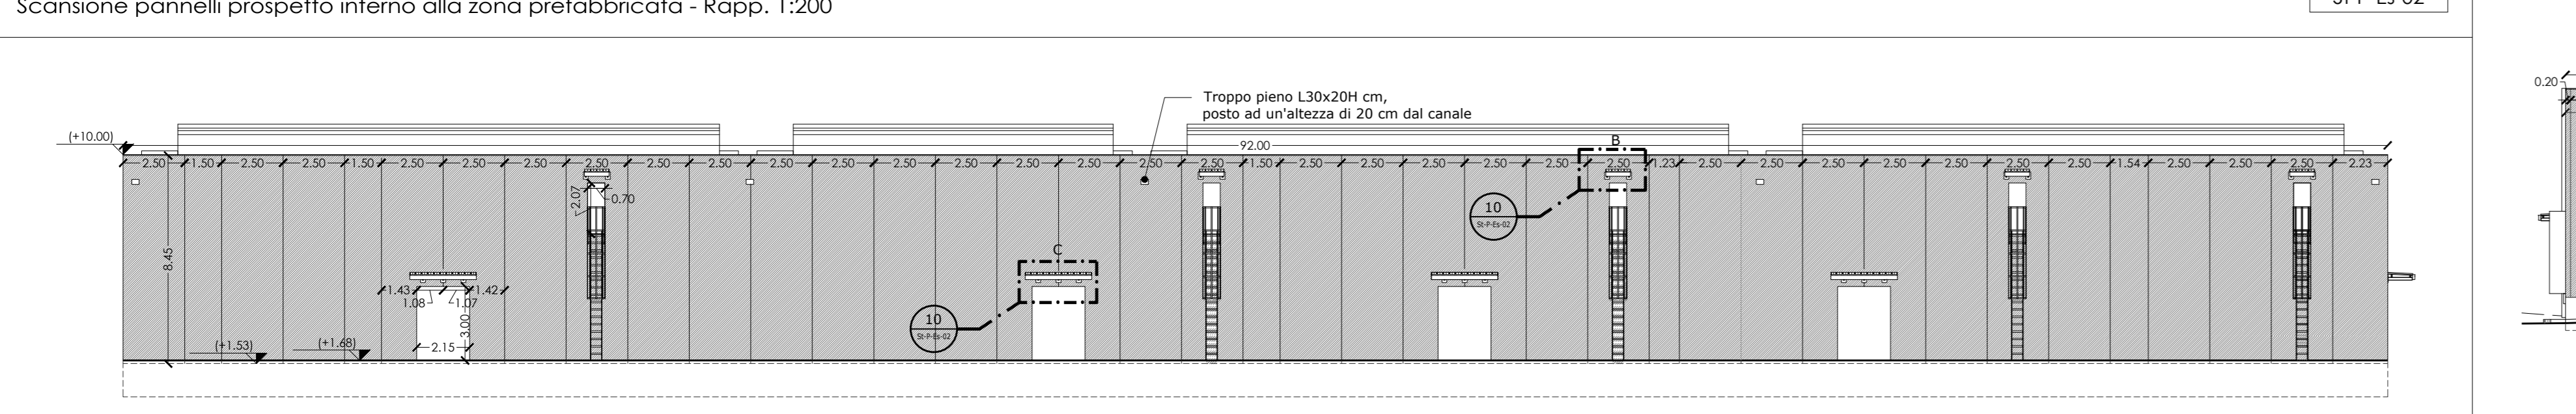 Scansione pannelli prospetto interno alla zona prefabbricata - Rapp. 1:200
St-P-Es-02
Troppo pieno L30x20H cm,
posto ad un'altezza di 20 cm dal canale
0.20
(+10.00)
92.00
B
2.50 1.50 2.50 2.50 1.50 2.50 2.50 2.50 2.50 2.50 2.50 2.50 2.50 2.50 2.50 2.50 2.50 2.50 2.50 1.50 2.50 2.50 2.50 2.50 2.50 2.50 1.23 2.50 2.50 2.50 2.50 2.50 2.50 2.50 1.54 2.50 2.50 2.50 2.23
2.07
0.70
10
St-P-Es-02
8.45
C
1.43
1.42
1.08
1.07
3.00
10
St-P-Es-02
(+1.53)
(+1.68)
2.15